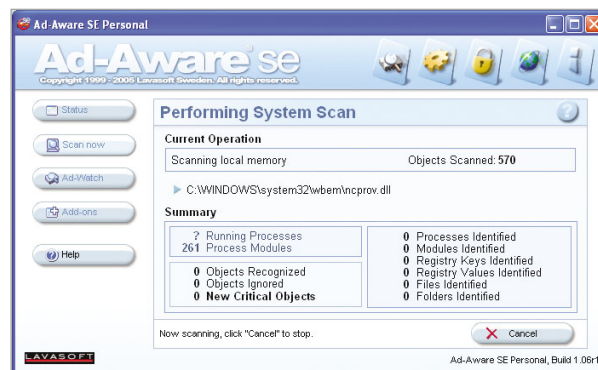 Ad-Aware SE Personal
Ad-Aware se
Copyright 1999 - 2005 Lavasoft Sweden. All rights reserved.
Status
Scan now
Ad-Watch
Add-ons
Help
Performing System Scan
?
Current Operation
Scanning local memory Objects Scanned: 570
C:\WINDOWS\system32\wbem\ncprov.dll
Summary
? Running Processes
261 Process Modules
0 Objects Recognized
0 Objects Ignored
0 New Critical Objects
0 Processes Identified
0 Modules Identified
0 Registry Keys Identified
0 Registry Values Identified
0 Files Identified
0 Folders Identified
Now scanning, click "Cancel" to stop.
Cancel
LAVASOFT
Ad-Aware SE Personal, Build 1.06r1